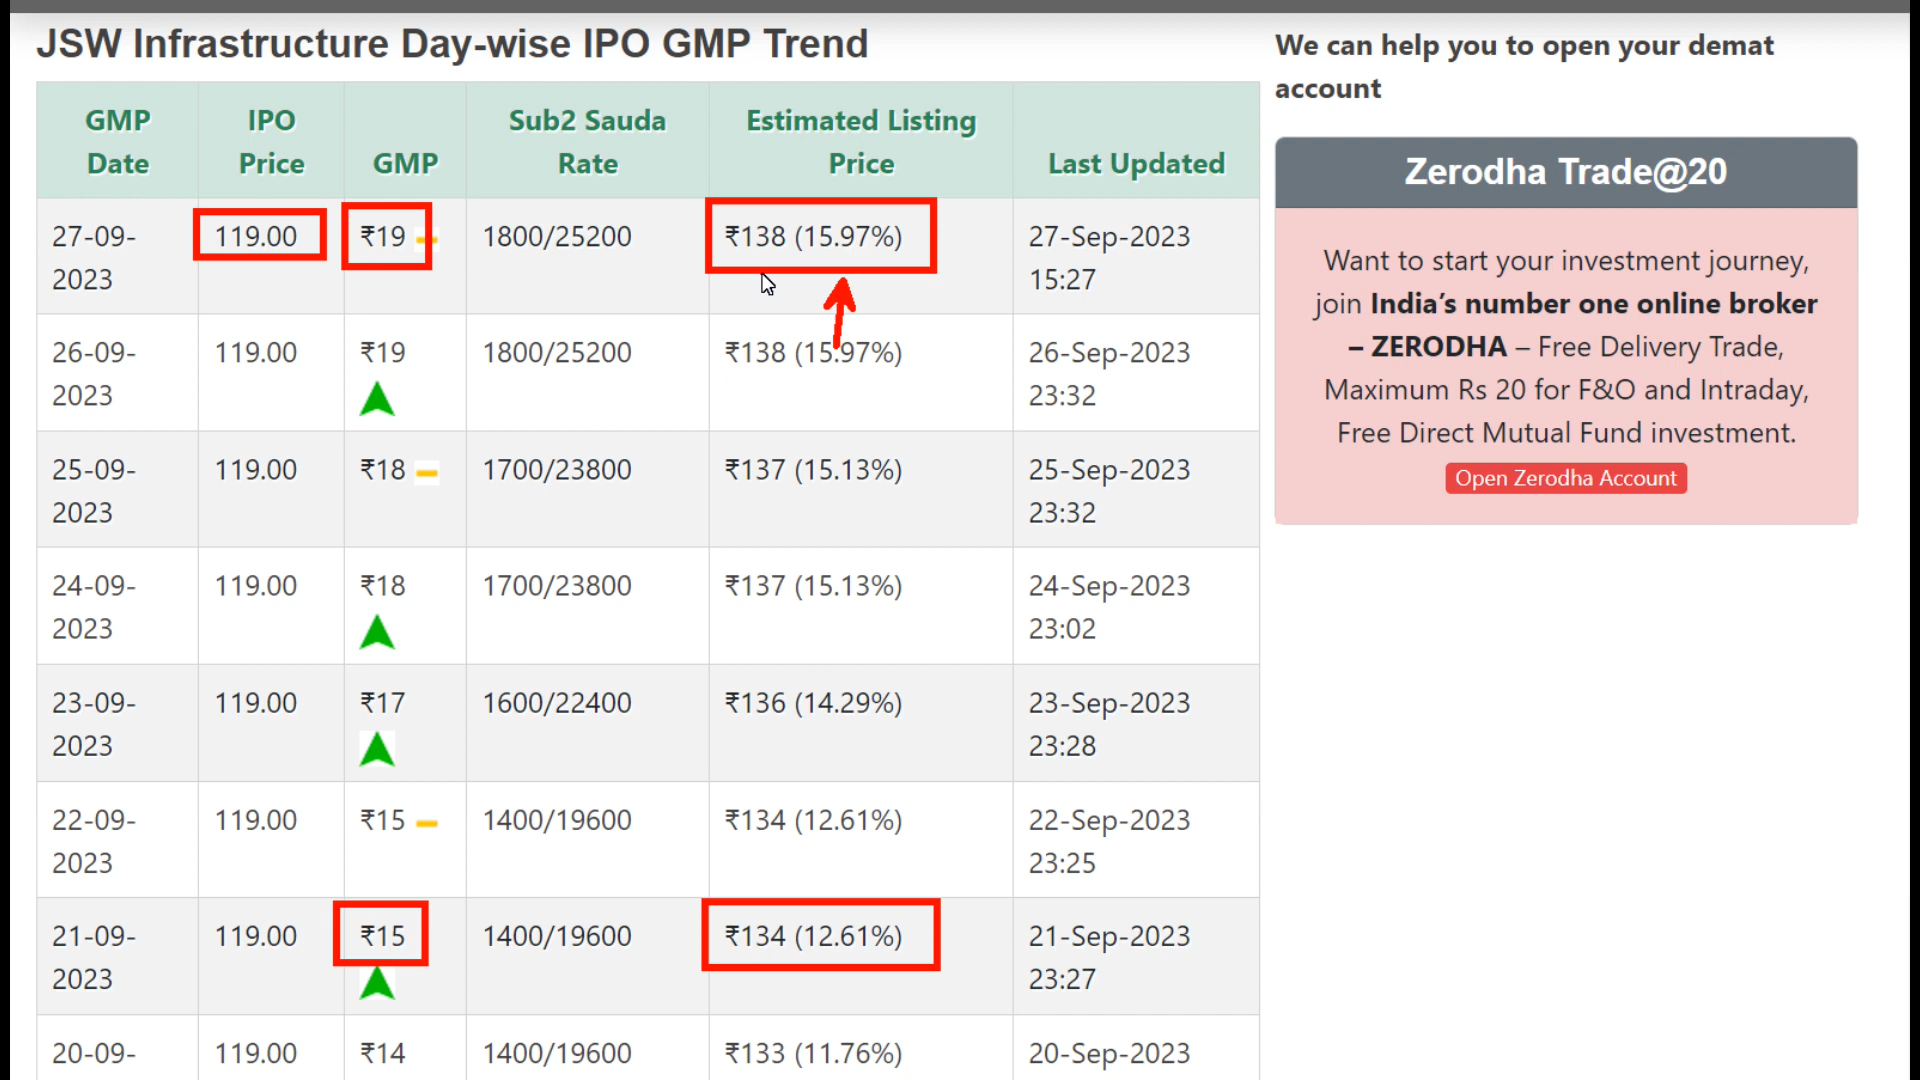 JSW Infrastructure Day-wise IPO GMP Trend
GMP Date	IPO Price	GMP	Sub2 Sauda Rate	Estimated Listing Price	Last Updated
27-09-2023	119.00	₹19	1800/25200	₹138 (15.97%)	27-Sep-2023 15:27
26-09-2023	119.00	₹19	1800/25200	₹138 (15.97%)	26-Sep-2023 23:32
25-09-2023	119.00	₹18	1700/23800	₹137 (15.13%)	25-Sep-2023 23:32
24-09-2023	119.00	₹18	1700/23800	₹137 (15.13%)	24-Sep-2023 23:02
23-09-2023	119.00	₹17	1600/22400	₹136 (14.29%)	23-Sep-2023 23:28
22-09-2023	119.00	₹15	1400/19600	₹134 (12.61%)	22-Sep-2023 23:25
21-09-2023	119.00	₹15	1400/19600	₹134 (12.61%)	21-Sep-2023 23:27
20-09-	119.00	₹14	1400/19600	₹133 (11.76%)	20-Sep-2023
We can help you to open your demat
account
Zerodha Trade@20
Want to start your investment journey,
join India's number one online broker
– ZERODHA – Free Delivery Trade,
Maximum Rs 20 for F&O and Intraday,
Free Direct Mutual Fund investment.
Open Zerodha Account